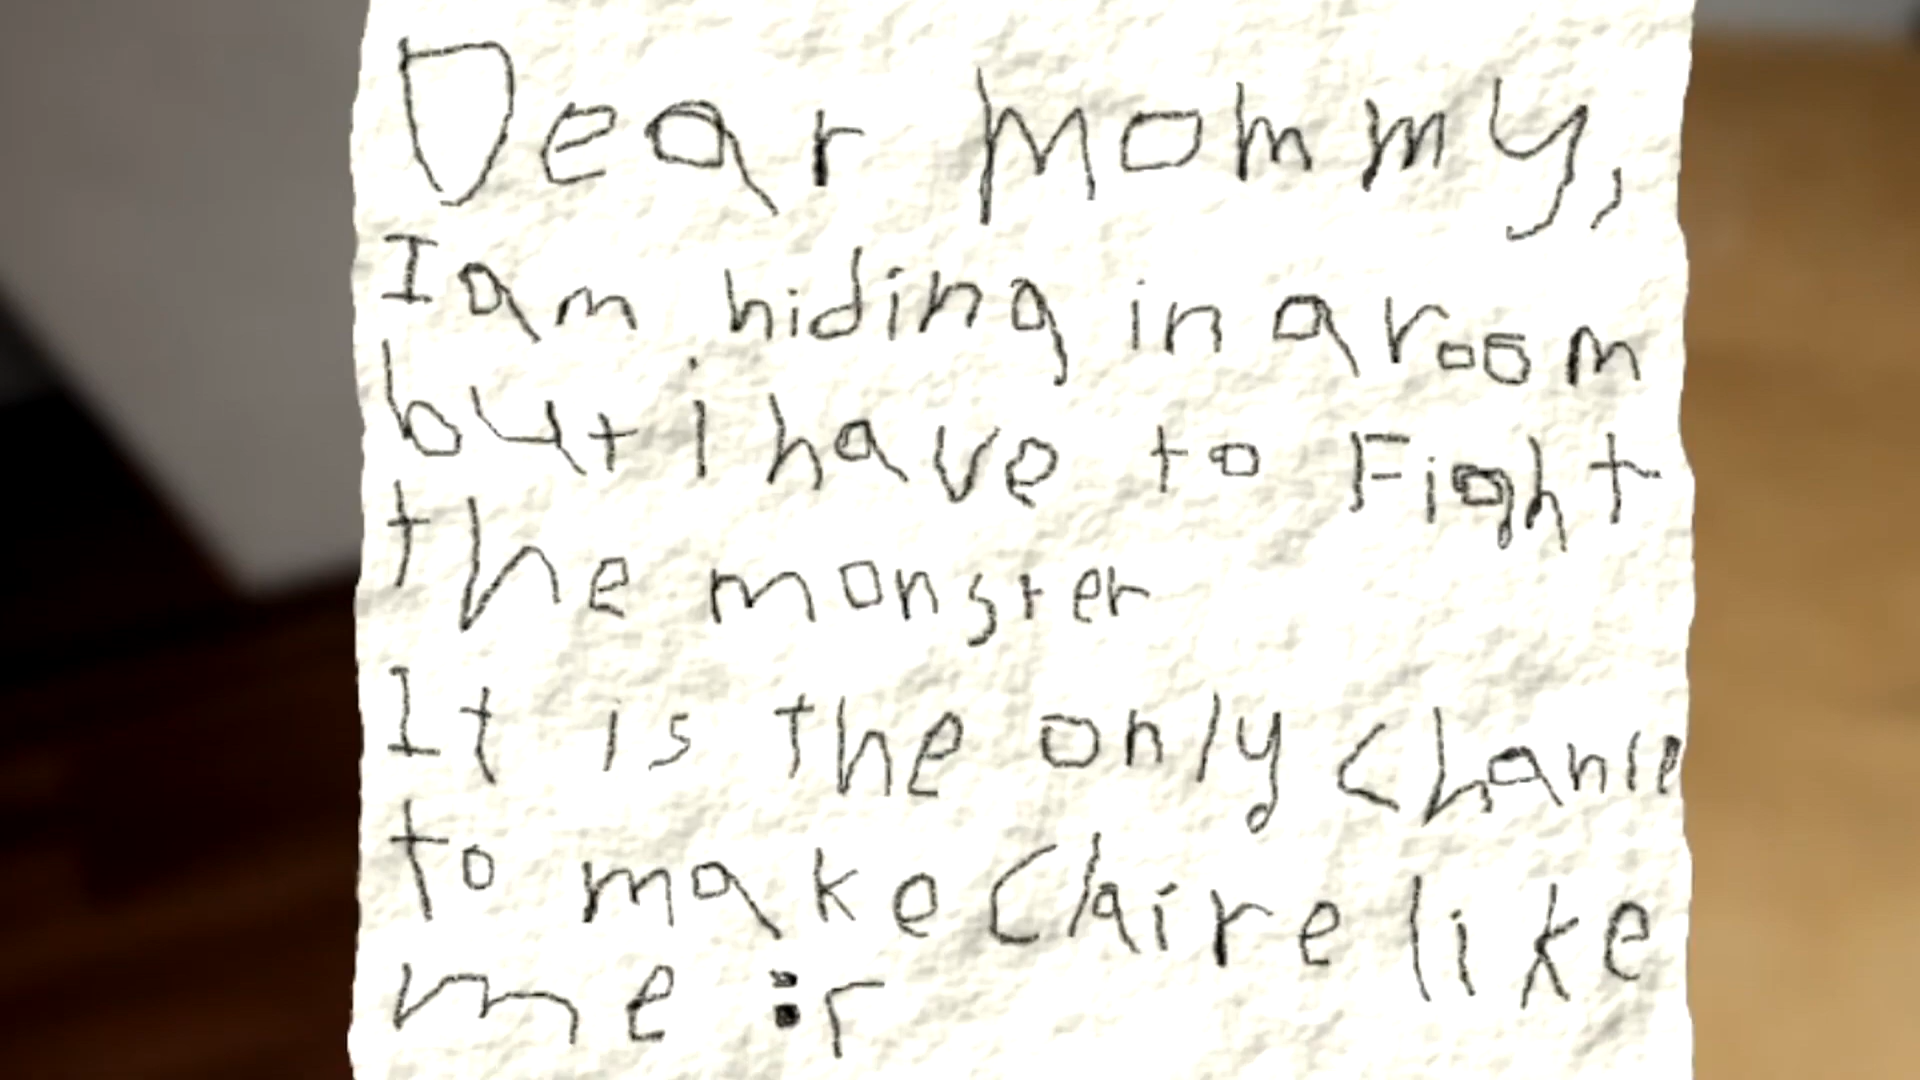 Dear Mommy,
I am hiding in a room
but i have to Fight
the monster
It is the only chance
to make Claire like
me :r